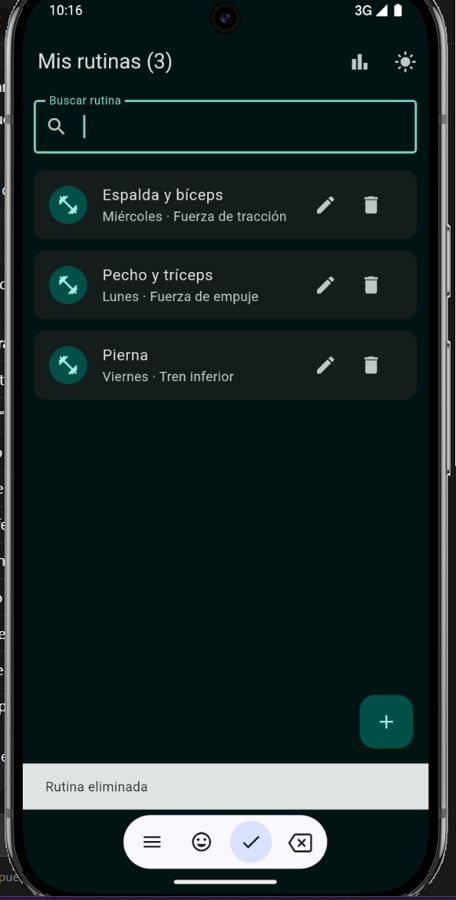 10:16
3G
Mis rutinas (3)
Buscar rutina
Espalda y bíceps
Miércoles · Fuerza de tracción
Pecho y tríceps
Lunes · Fuerza de empuje
Pierna
Viernes · Tren inferior
Rutina eliminada